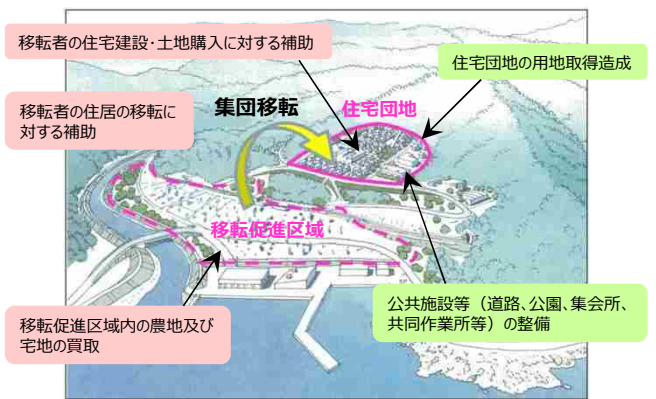 移転者の住宅建設・土地購入に対する補助
住宅団地の用地取得造成
移転者の住居の移転に
対する補助
集団移転
住宅団地
移転促進区域
移転促進区域内の農地及び
宅地の買取
公共施設等（道路、公園、集会所、
共同作業所等）の整備